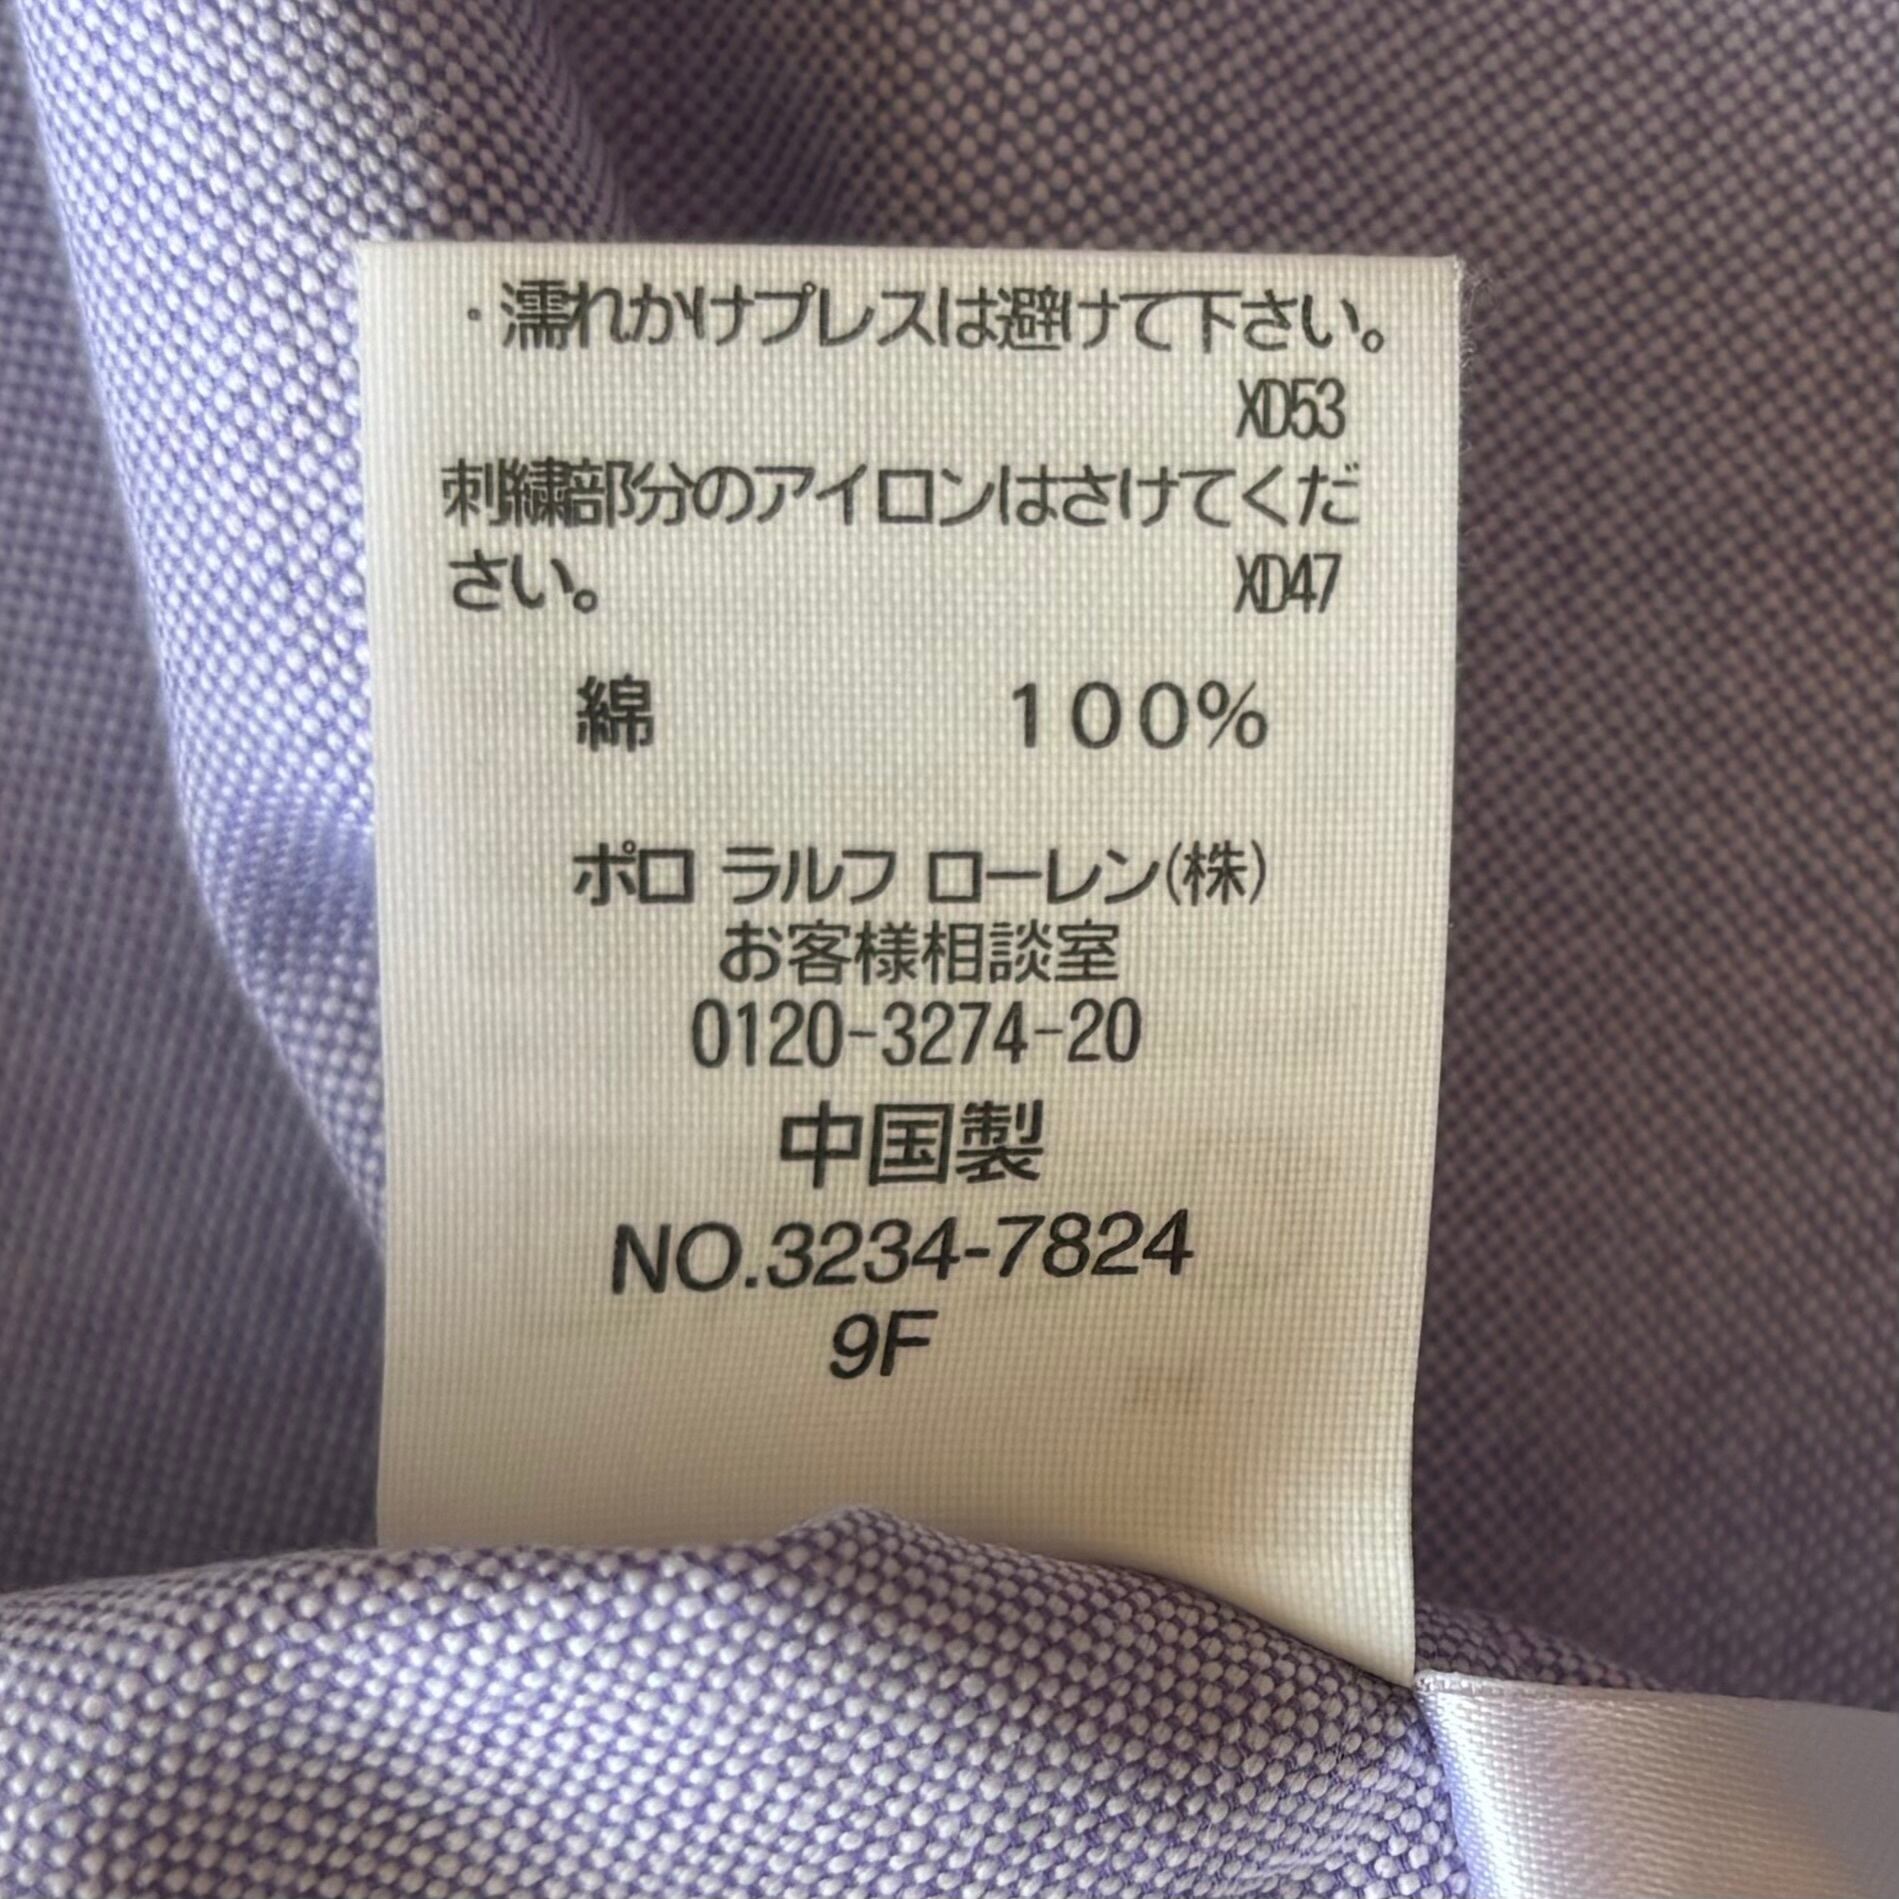 ・濡れかけプレスは避けて下さい。
XD53
刺繍部分のアイロンはさけてくだ
さい。 XD47
綿 100%
ポロ ラルフ ローレン(株)
お客様相談室
0120-3274-20
中国製
NO.3234-7824
9F